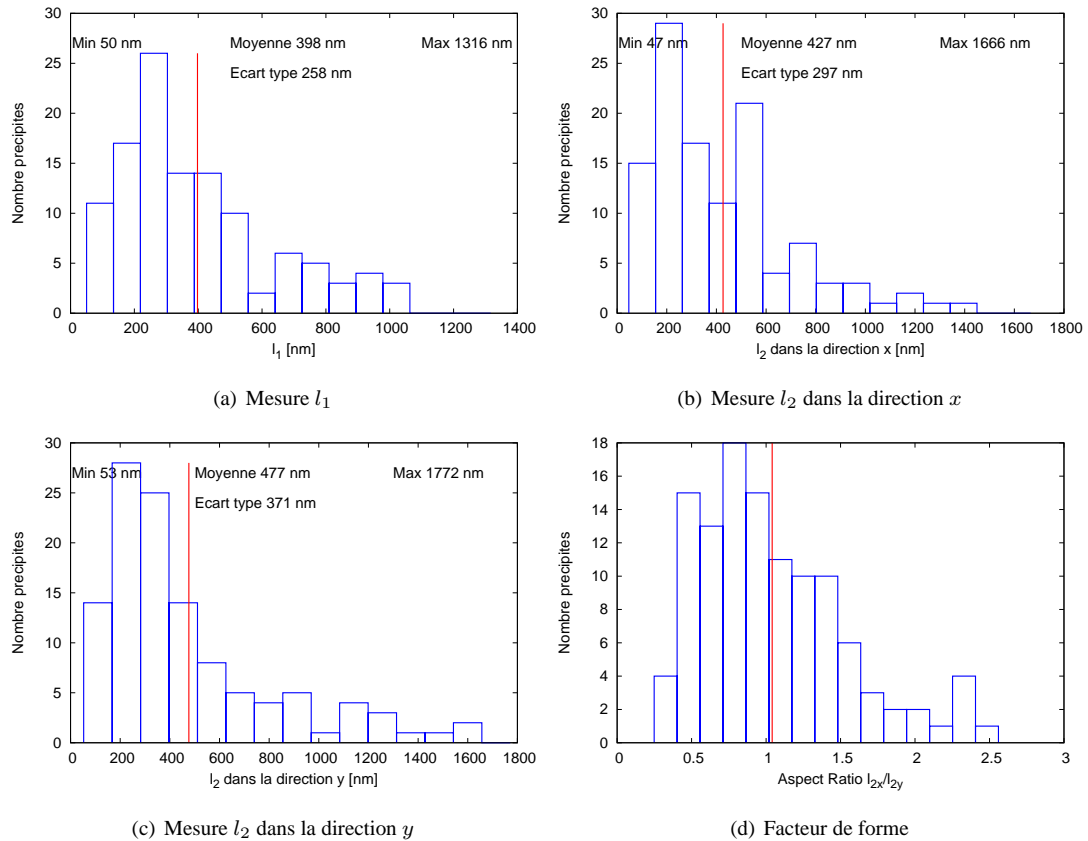 30
25
20
15
10
5
0
Nombre precipites
Min 50 nm Moyenne 398 nm Max 1316 nm
Ecart type 258 nm
0 200 400 600 800 1000 1200 1400
l1 [nm]
(a) Mesure l1
30
25
20
15
10
5
0
Nombre precipites
Min 47 nm Moyenne 427 nm Max 1666 nm
Ecart type 297 nm
0 200 400 600 800 1000 1200 1400 1600 1800
l2 dans la direction x [nm]
(b) Mesure l2 dans la direction x
30
25
20
15
10
5
0
Nombre precipites
Min 53 nm Moyenne 477 nm Max 1772 nm
Ecart type 371 nm
0 200 400 600 800 1000 1200 1400 1600 1800
l2 dans la direction y [nm]
(c) Mesure l2 dans la direction y
18
16
14
12
10
8
6
4
2
0
Nombre precipites
0 0.5 1 1.5 2 2.5 3
Aspect Ratio l2x/l2y
(d) Facteur de forme